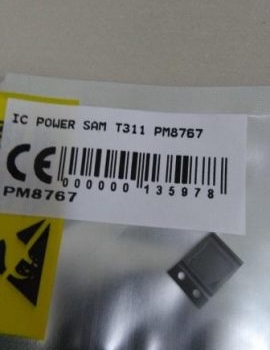 IC POWER SAM T311 PM8767
CE
000000 135978
PM8767